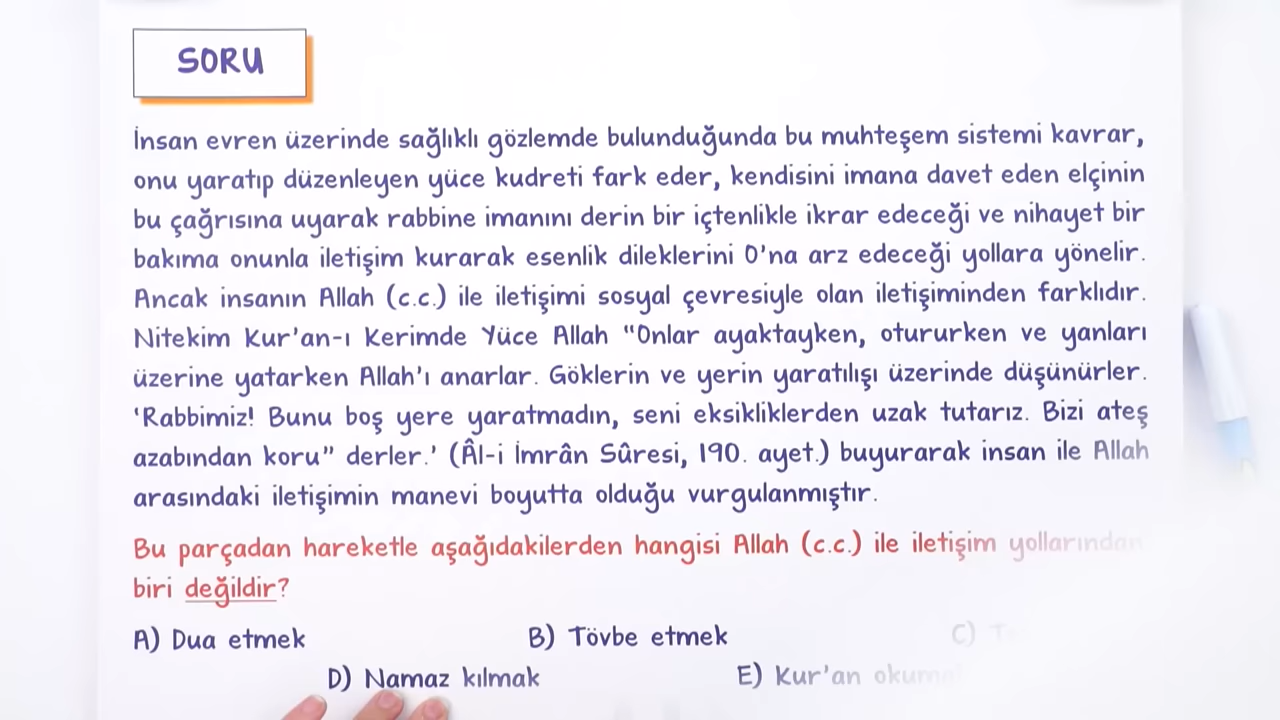 SORU
İnsan evren üzerinde sağlıklı gözlemde bulunduğunda bu muhteşem sistemi kavrar,
onu yaratıp düzenleyen yüce kudreti fark eder, kendisini imana davet eden elçinin
bu çağrısına uyarak rabbine imanını derin bir içtenlikle ikrar edeceği ve nihayet bir
bakıma onunla iletişim kurarak esenlik dileklerini O'na arz edeceği yollara yönelir.
Ancak insanın Allah (c.c.) ile iletişimi sosyal çevresiyle olan iletişiminden farklıdır.
Nitekim Kur'an-ı Kerimde Yüce Allah "Onlar ayaktayken, otururken ve yanları
üzerine yatarken Allah'ı anarlar. Göklerin ve yerin yaratılışı üzerinde düşünürler.
'Rabbimiz! Bunu boş yere yaratmadın, seni eksikliklerden uzak tutarız. Bizi ateş
azabından koru" derler.' (Âl-i İmrân Sûresi, 190. ayet.) buyurarak insan ile Allah
arasındaki iletişimin manevi boyutta olduğu vurgulanmıştır.
Bu parçadan hareketle aşağıdakilerden hangisi Allah (c.c.) ile iletişim yollarından
biri değildir?
A) Dua etmek B) Tövbe etmek C)
D) Namaz kılmak E) Kur'an